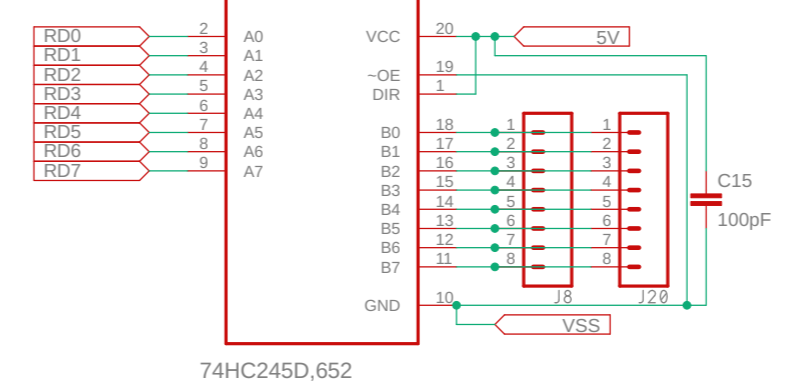 RD0 2 A0 VCC 20 5V
RD1 3 A1
RD2 4 A2 ~OE 19
RD3 5 A3 DIR 1
RD4 6 A4
RD5 7 A5 B0 18 1 1
RD6 8 A6 B1 17 2 2
RD7 9 A7 B2 16 3 3
B3 15 4 4
C15
B4 14 5 5
100pF
B5 13 6 6
B6 12 7 7
B7 11 8 8
J8 J20
GND 10
VSS
74HC245D,652